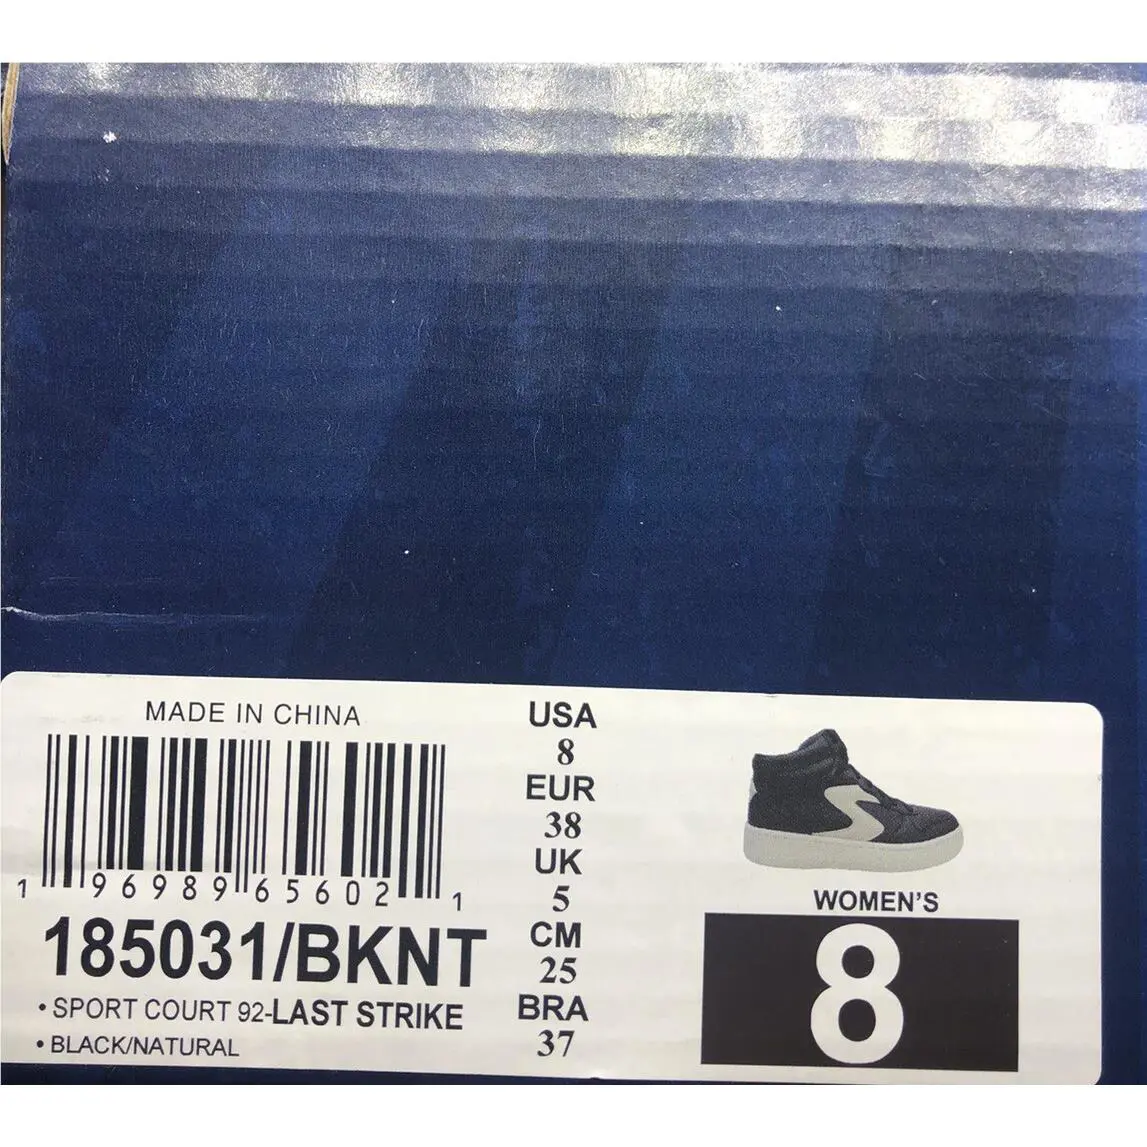 MADE IN CHINA
1 96989 65602 1
185031/BKNT
• SPORT COURT 92-LAST STRIKE
• BLACK/NATURAL
USA
8
EUR
38
UK
5
CM
25
BRA
37
WOMEN'S
8